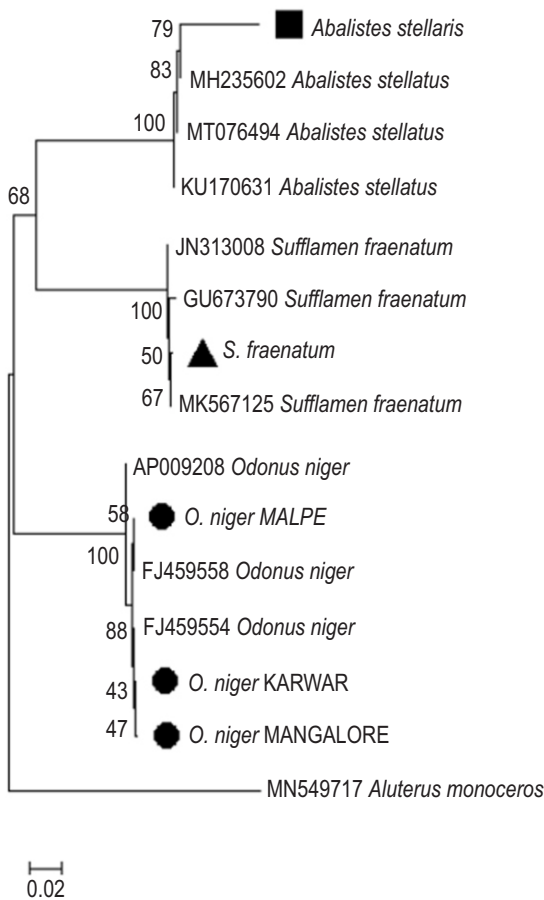 79
Abalistes stellaris
83
MH235602 Abalistes stellatus
100
MT076494 Abalistes stellatus
KU170631 Abalistes stellatus
68
JN313008 Sufflamen fraenatum
GU673790 Sufflamen fraenatum
100
50
S. fraenatum
67
MK567125 Sufflamen fraenatum
AP009208 Odonus niger
58
O. niger MALPE
100
FJ459558 Odonus niger
88
FJ459554 Odonus niger
43
O. niger KARWAR
47
O. niger MANGALORE
MN549717 Aluterus monoceros
0.02